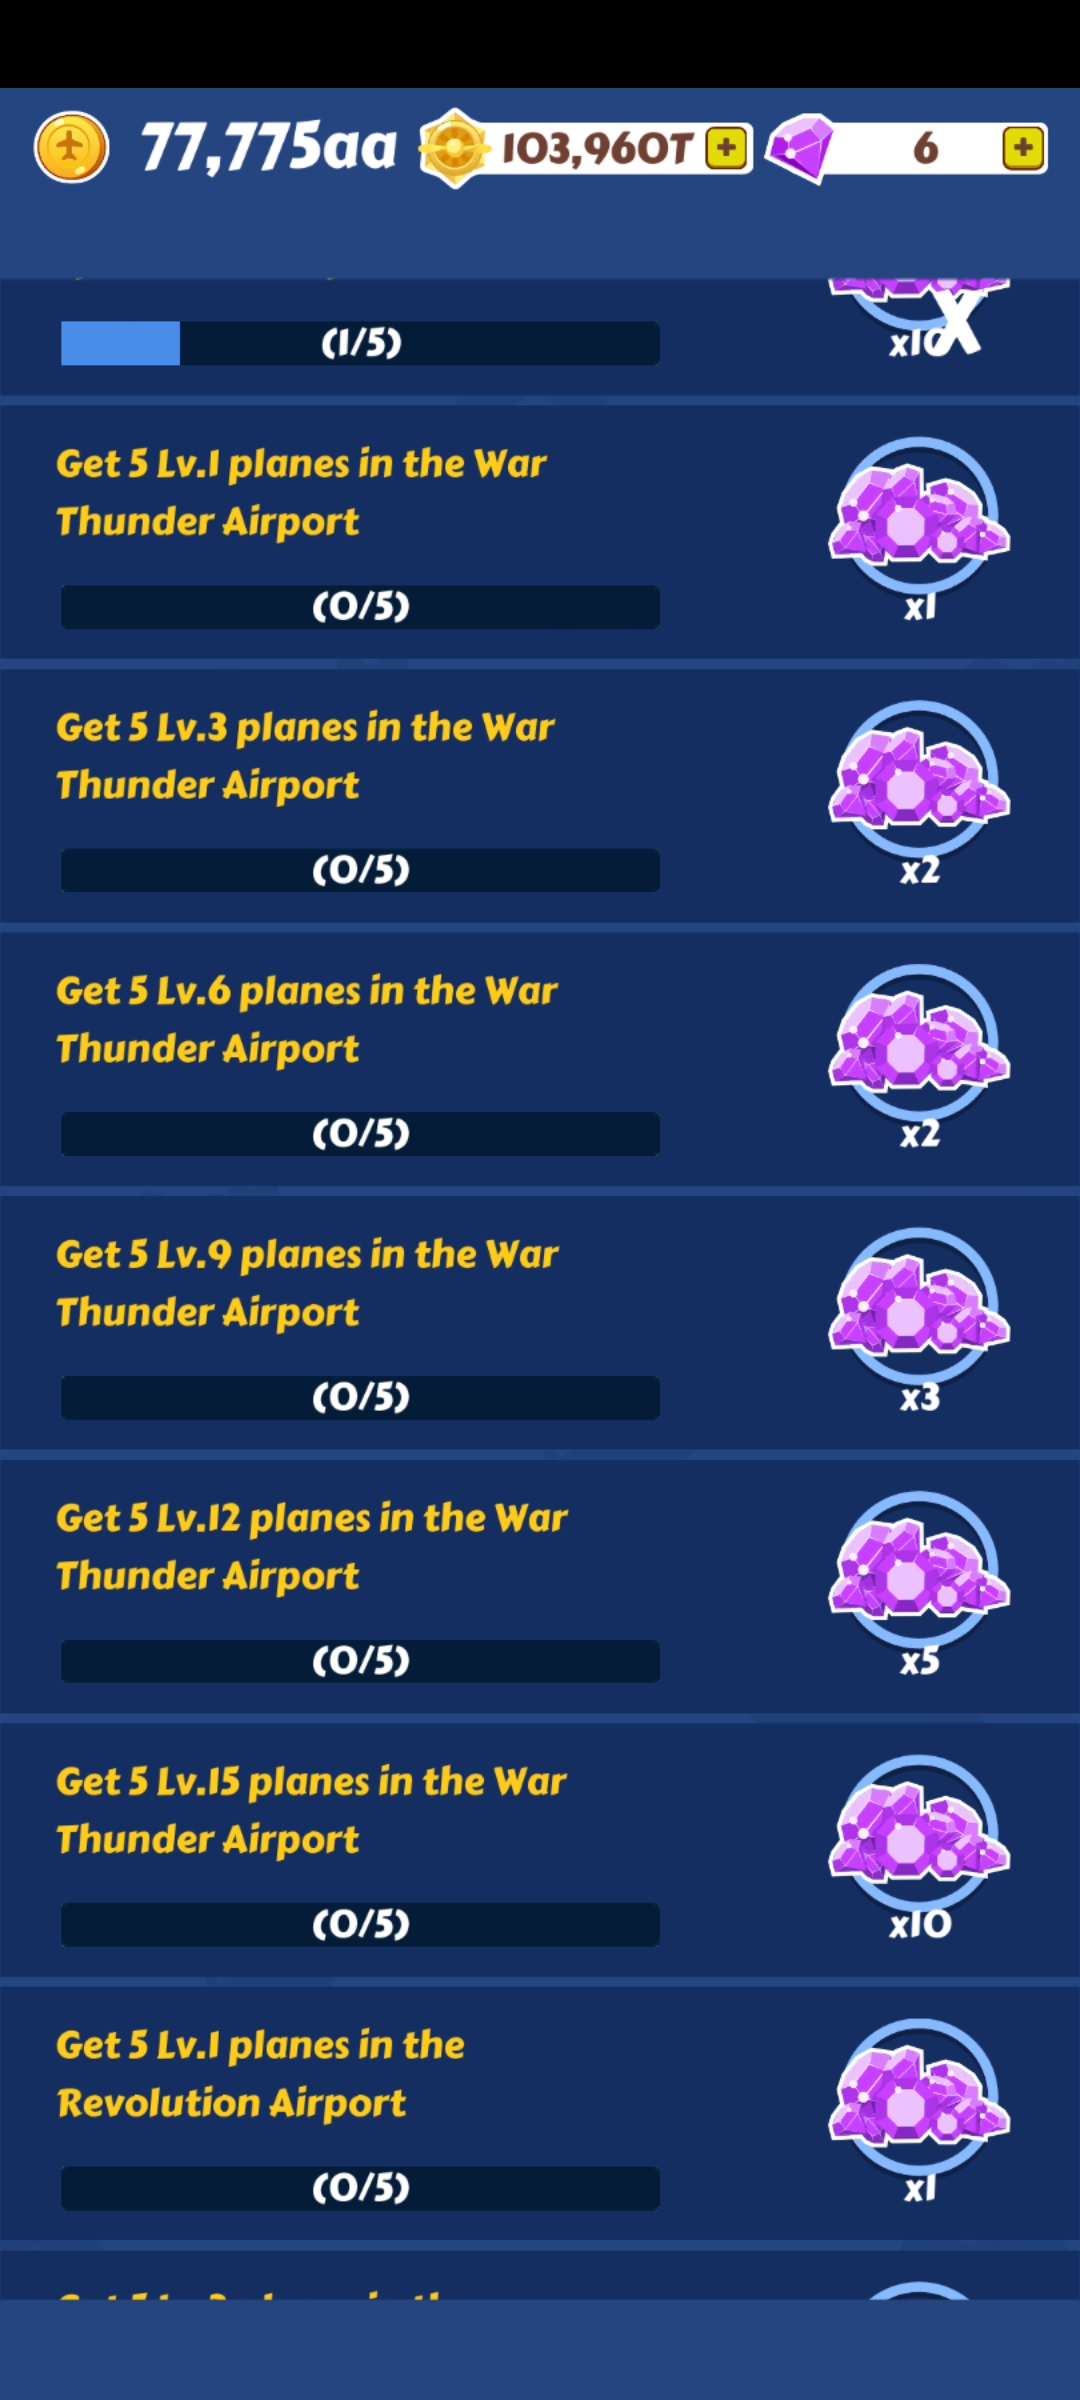 77,775aa 103,960T + 6 +
X
(1/5)
x10
Get 5 Lv.1 planes in the War
Thunder Airport
(0/5)
x1
Get 5 Lv.3 planes in the War
Thunder Airport
(0/5)
x2
Get 5 Lv.6 planes in the War
Thunder Airport
(0/5)
x2
Get 5 Lv.9 planes in the War
Thunder Airport
(0/5)
x3
Get 5 Lv.12 planes in the War
Thunder Airport
(0/5)
x5
Get 5 Lv.15 planes in the War
Thunder Airport
(0/5)
x10
Get 5 Lv.1 planes in the
Revolution Airport
(0/5)
x1